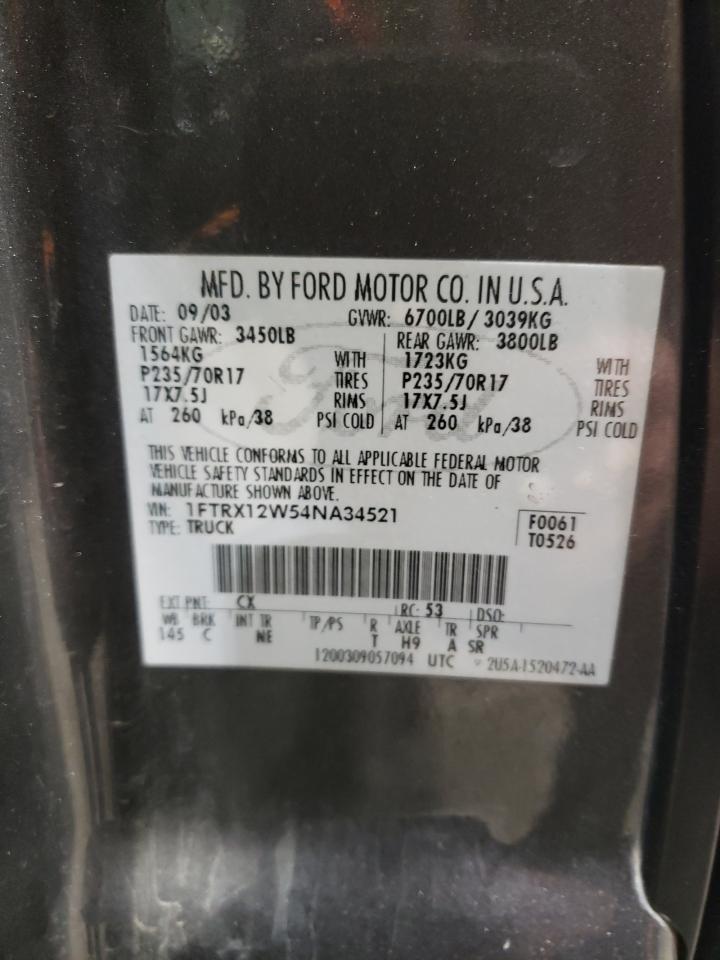 MFD. BY FORD MOTOR CO. IN U.S.A.
DATE: 09/03 GVWR: 6700LB/ 3039KG
FRONT GAWR: 3450LB REAR GAWR: 3800LB
1564KG WITH 1723KG WITH
P235/70R17 TIRES P235/70R17 TIRES
17X7.5J RIMS 17X7.5J RIMS
AT 260 kPa/38 PSI COLD AT 260 kPa/38 PSI COLD
Ford
THIS VEHICLE CONFORMS TO ALL APPLICABLE FEDERAL MOTOR
VEHICLE SAFETY STANDARDS IN EFFECT ON THE DATE OF
MANUFACTURE SHOWN ABOVE.
VIN: 1FTRX12W54NA34521 F0061
TYPE: TRUCK T0526
EXT PNT: CX RC: 53 DSO:
WB BRK INT TR TP/PS R AXLE TR SPR
145 C NE T H9 A SR
1200309057094 UTC 2U5A-1520472-AA